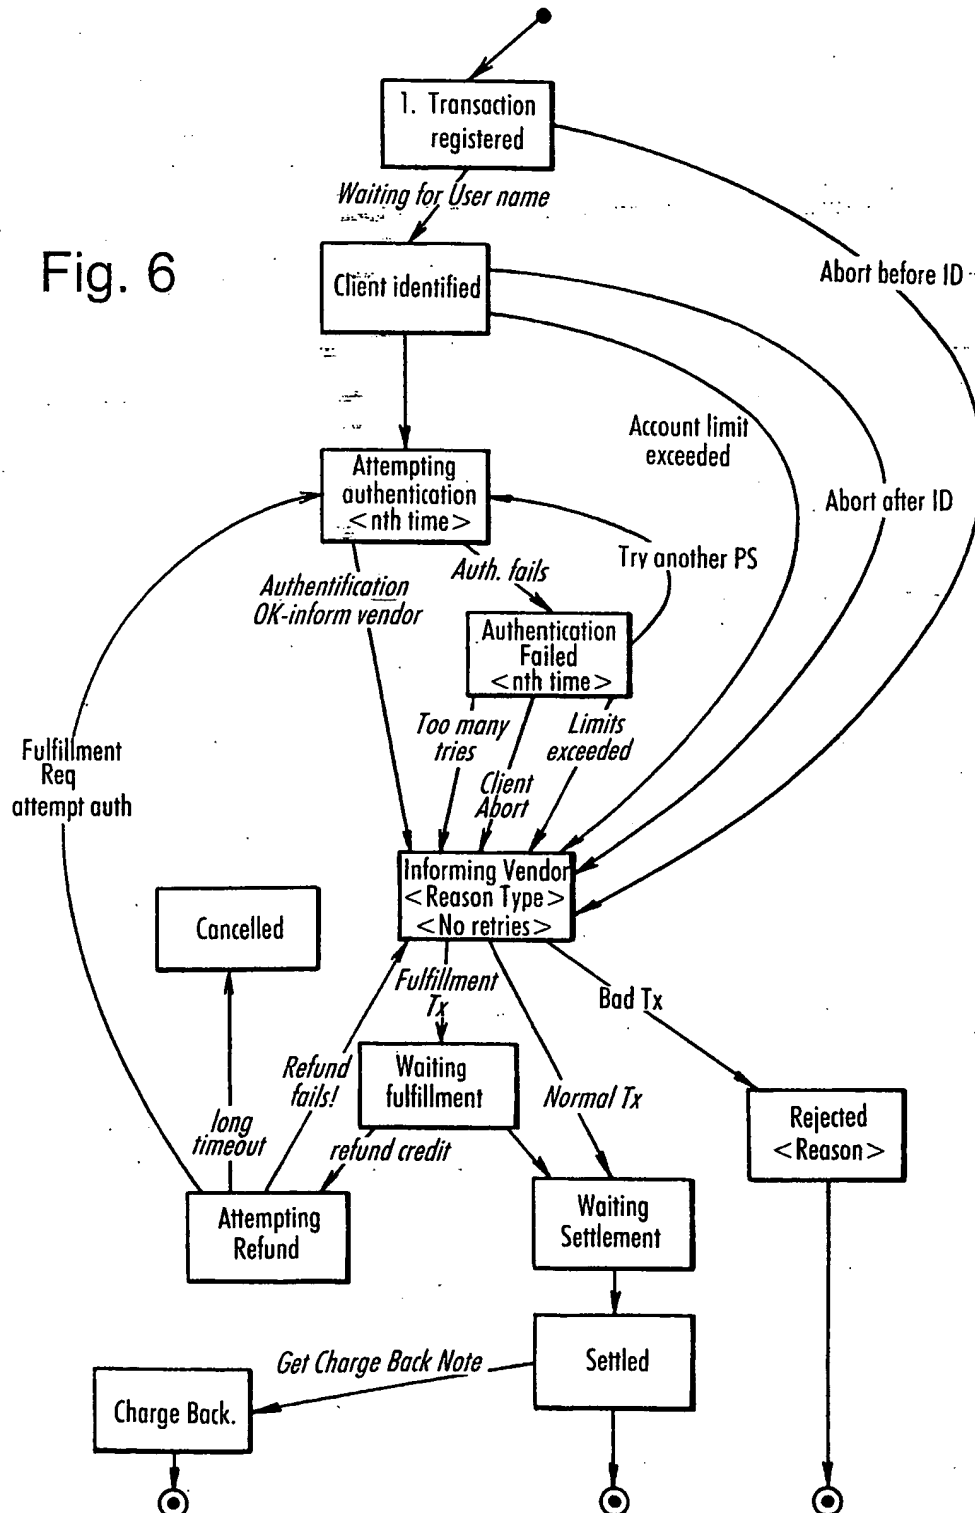 1. Transaction
registered
Waiting for User name
Fig. 6
Client identified
Abort before ID
Account limit
exceeded
Abort after ID
Attempting
authentication
<nth time>
Authentification
OK-inform vendor
Auth. fails
Try another PS
Authentication
Failed
<nth time>
Too many
tries
Client
Abort
Limits
exceeded
Fulfillment
Req
attempt auth
Informing Vendor
<Reason Type>
<No retries>
Cancelled
Fulfillment
Tx
Bad Tx
Refund
fails!
Waiting
fulfillment
Normal Tx
long
timeout
refund credit
Rejected
<Reason>
Attempting
Refund
Waiting
Settlement
Get Charge Back Note
Settled
Charge Back.